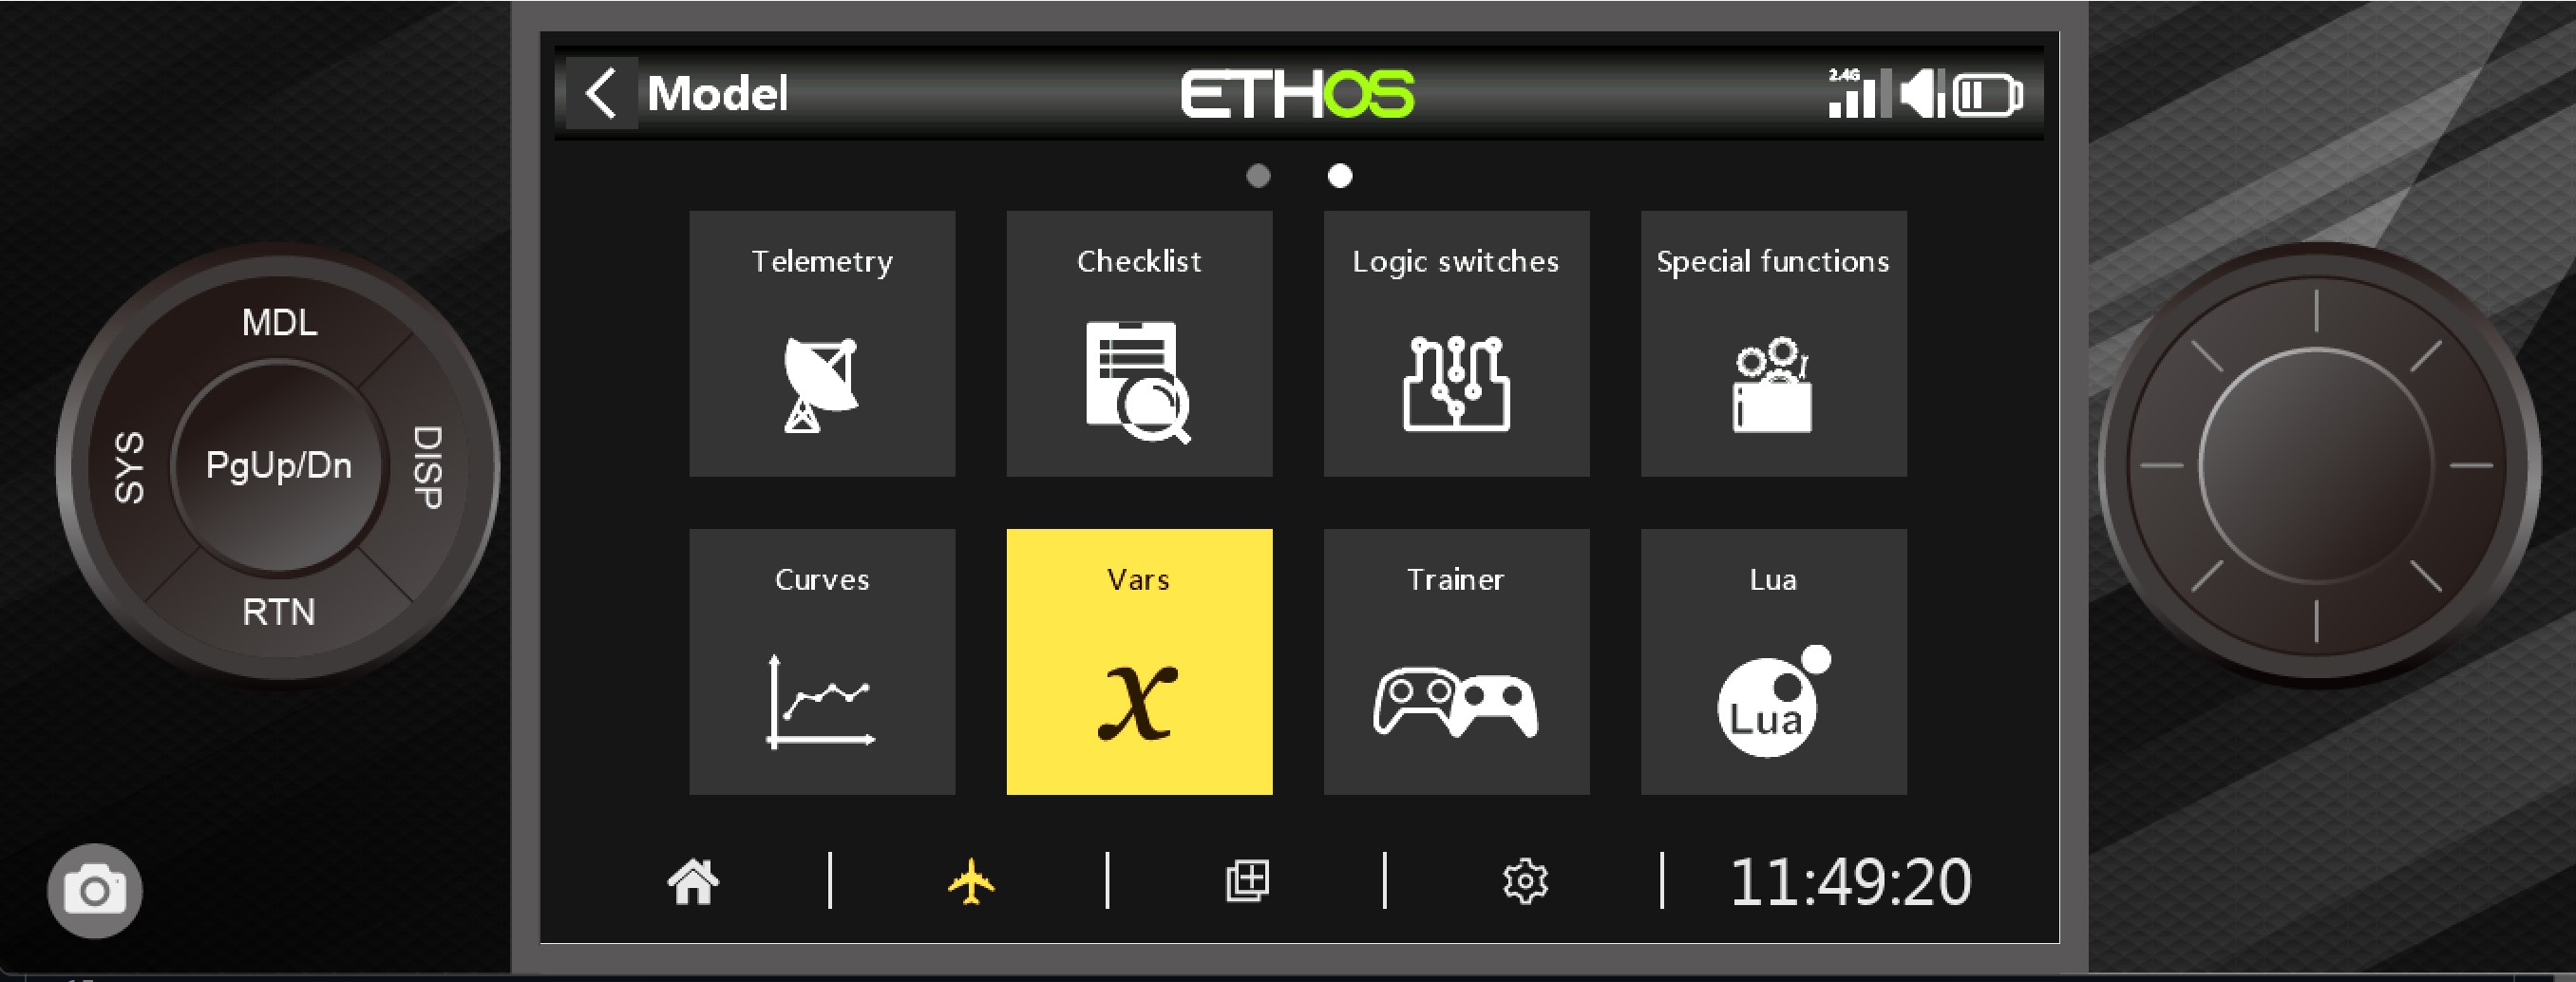 Model
ETHOS
2.4G
Telemetry
Checklist
Logic switches
Special functions
MDL
SYS
PgUp/Dn
DISP
RTN
Curves
Vars
x
Trainer
Lua
Lua
11:49:20